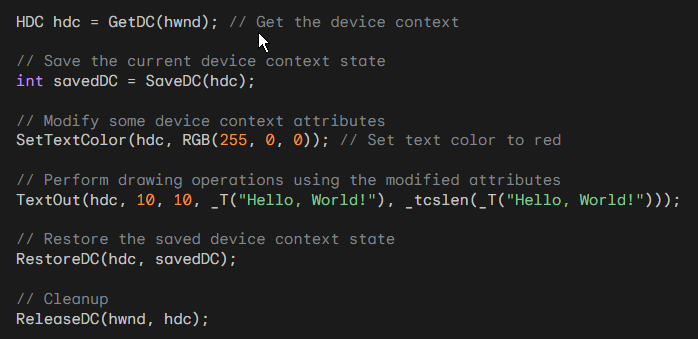 HDC hdc = GetDC(hwnd); // Get the device context
// Save the current device context state
int savedDC = SaveDC(hdc);
// Modify some device context attributes
SetTextColor(hdc, RGB(255, 0, 0)); // Set text color to red
// Perform drawing operations using the modified attributes
TextOut(hdc, 10, 10, _T("Hello, World!"), _tcslen(_T("Hello, World!")));
// Restore the saved device context state
RestoreDC(hdc, savedDC);
// Cleanup
ReleaseDC(hwnd, hdc);